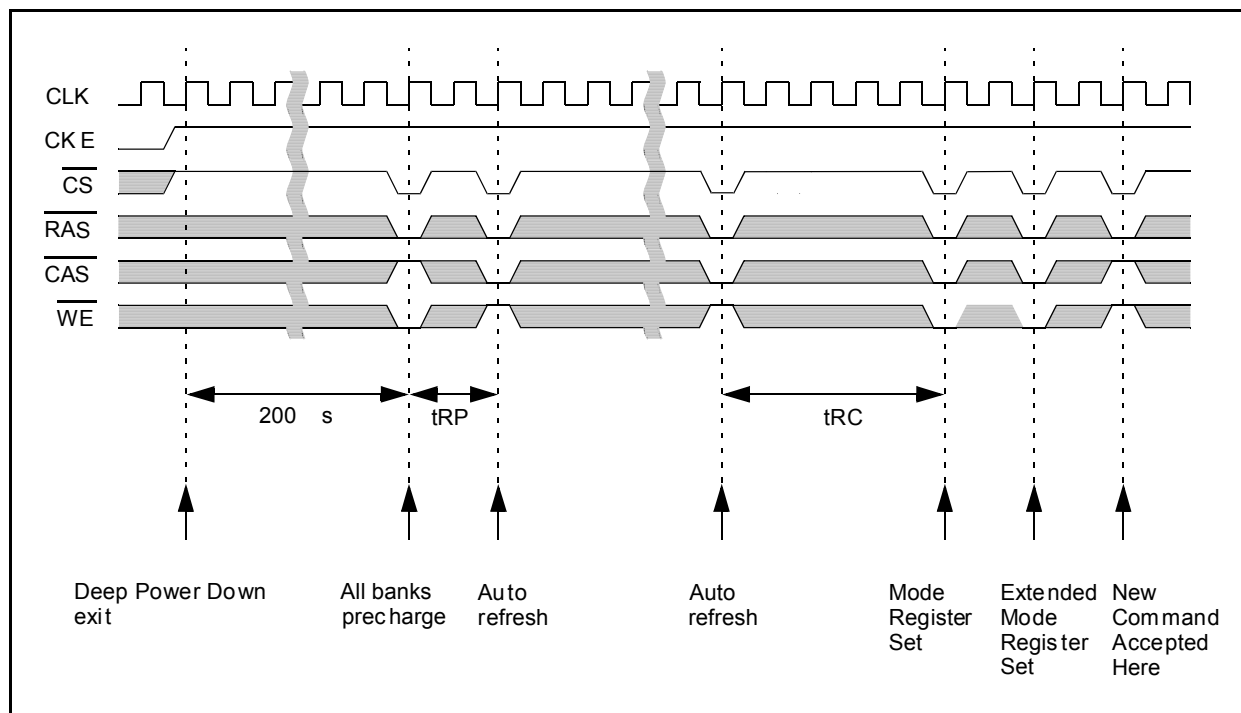 CLK
CKE
CS
RAS
CAS
WE
200 s
tRP
tRC
Deep Power Down
exit
All banks
precharge
Auto
refresh
Auto
refresh
Mode
Register
Set
Extended
Mode
Register
Set
New
Command
Accepted
Here